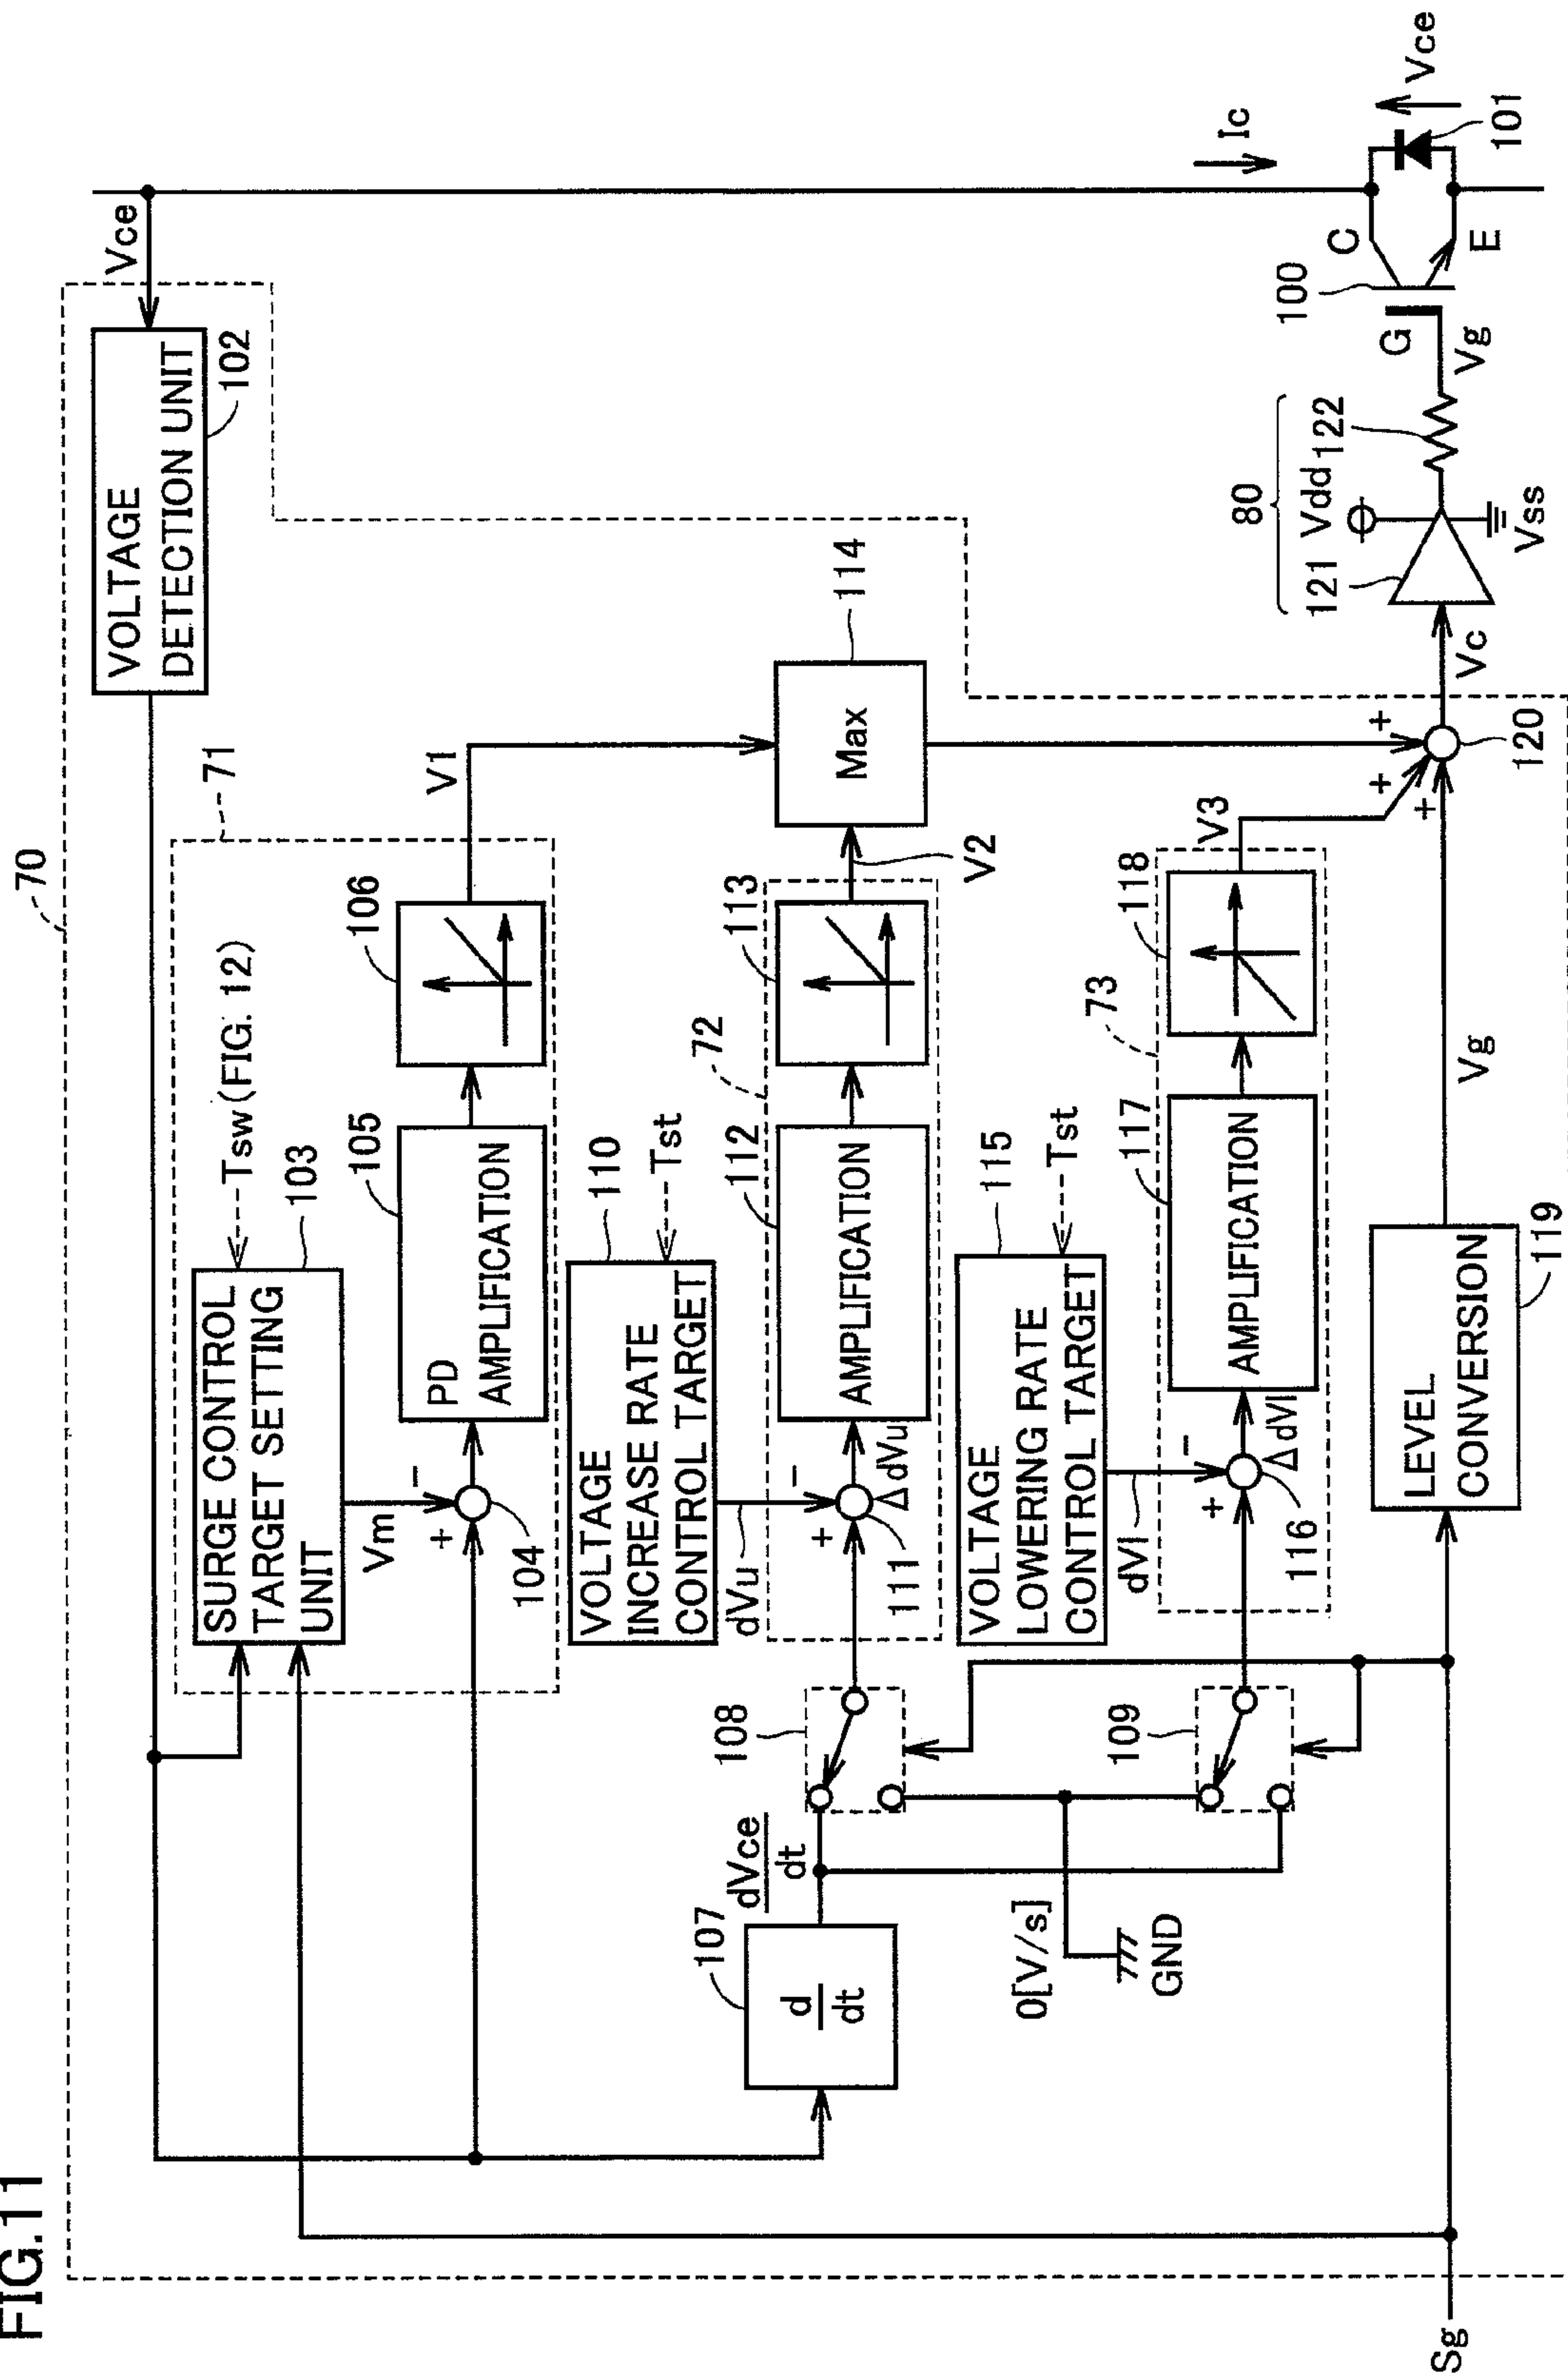 FIG.11
70
Vce
VOLTAGE
DETECTION UNIT
102
71
Tsw(FIG. 12)
SURGE CONTROL
TARGET SETTING
UNIT
103
Vm
-
+
104
PD
AMPLIFICATION
105
106
V1
Ic
VOLTAGE
INCREASE RATE
CONTROL TARGET
110
Tst
dVu
72
-
+
111
ΔdVu
AMPLIFICATION
112
113
V2
Max
114
107
d
dt
dVce
dt
108
109
0[V/s]
GND
VOLTAGE
LOWERING RATE
CONTROL TARGET
115
Tst
dVl
73
-
+
116
ΔdVl
AMPLIFICATION
117
118
V3
+
+
+
120
Vc
80
121
Vdd
122
Vss
Vg
G
100
C
E
101
Vce
Sg
LEVEL
CONVERSION
119
Vg